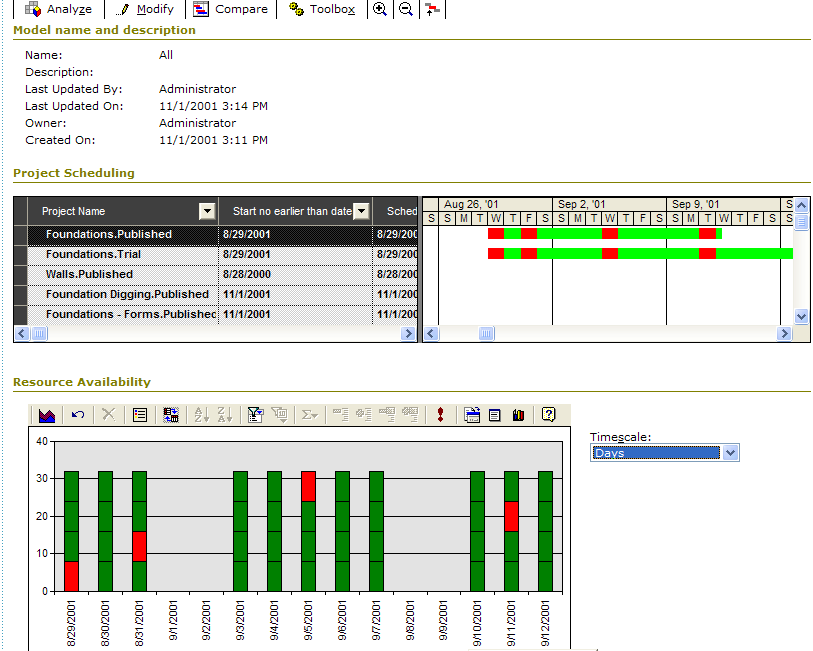 Analyze Modify Compare Toolbox
Model name and description
Name: All
Description:
Last Updated By: Administrator
Last Updated On: 11/1/2001 3:14 PM
Owner: Administrator
Created On: 11/1/2001 3:11 PM
Project Scheduling
Project Name Start no earlier than date Sched
Aug 26, '01 Sep 2, '01 Sep 9, '01 S
S S M T W T F S S M T W T F S S M T W T F S S
Foundations.Published 8/29/2001 8/29/200
Foundations.Trial 8/29/2001 8/29/200
Walls.Published 8/28/2000 8/28/200
Foundation Digging.Published 11/1/2001 11/1/200
Foundations - Forms.Published 11/1/2001 11/1/200
Resource Availability
Timescale:
Days
40
30
20
10
0
8/29/2001 8/30/2001 8/31/2001 9/1/2001 9/2/2001 9/3/2001 9/4/2001 9/5/2001 9/6/2001 9/7/2001 9/8/2001 9/9/2001 9/10/2001 9/11/2001 9/12/2001